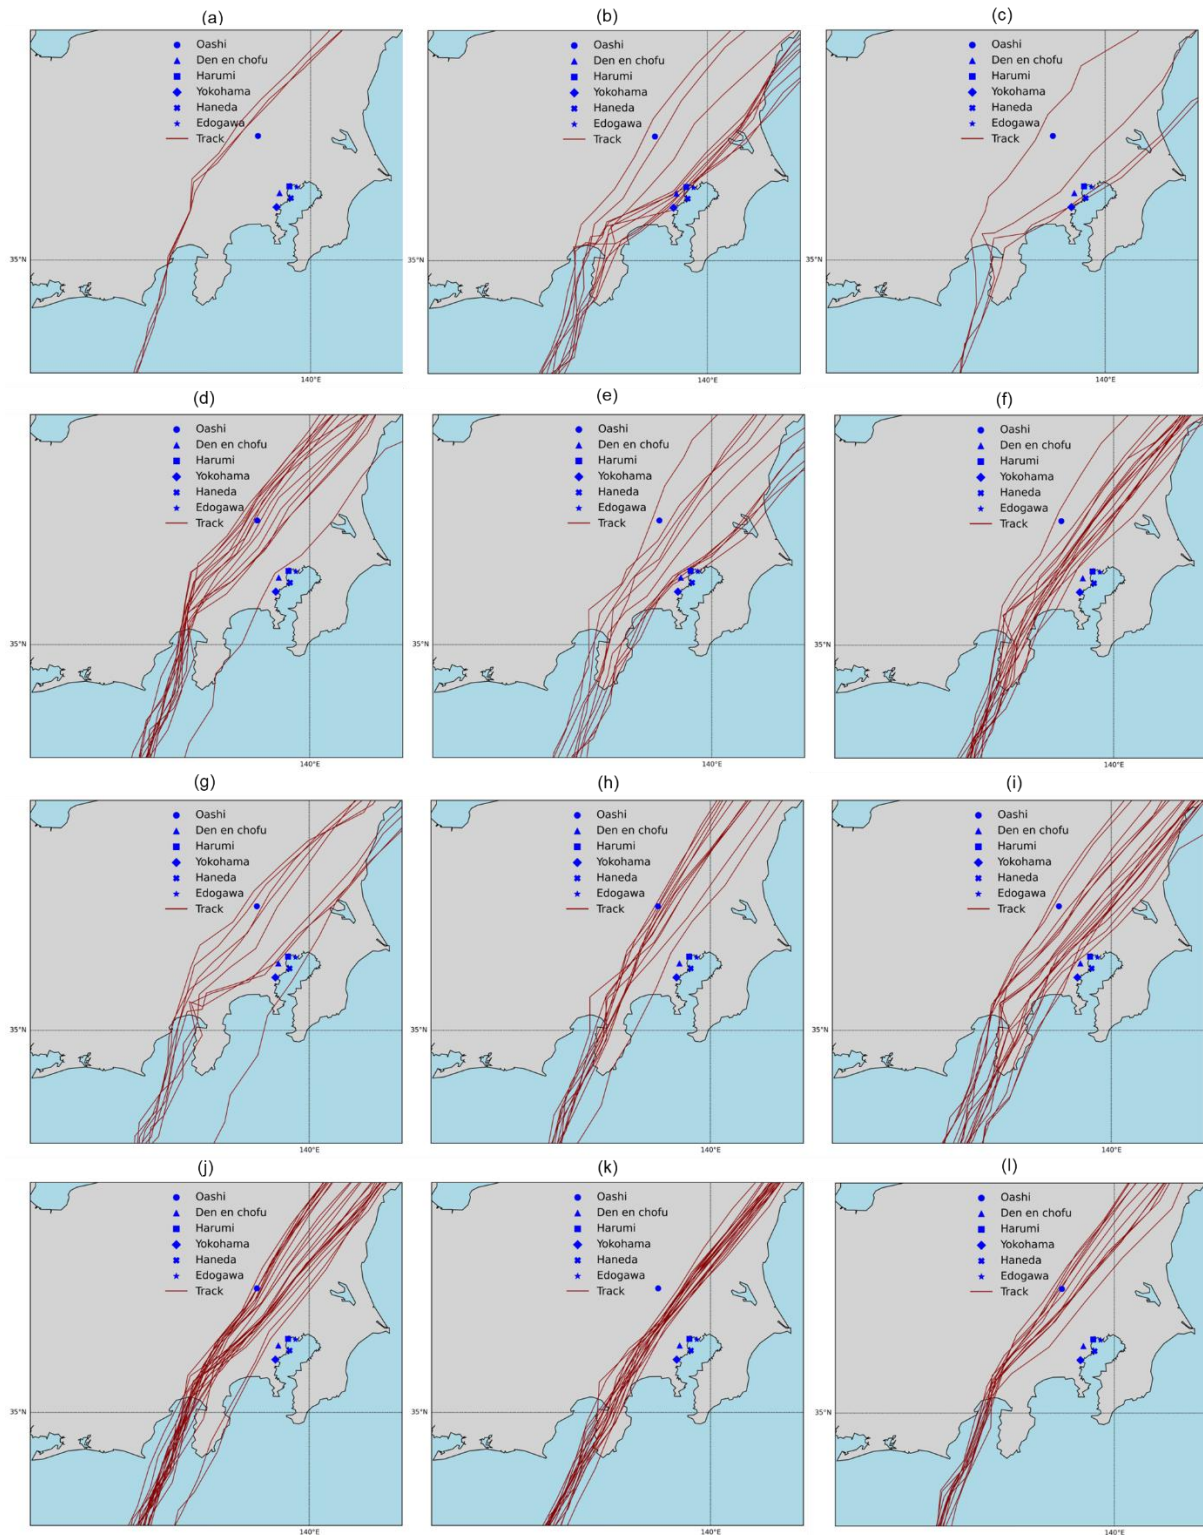 (a)
Oashi
Den en chofu
Harumi
Yokohama
Haneda
Edogawa
Track
35°N
140°E
(b)
Oashi
Den en chofu
Harumi
Yokohama
Haneda
Edogawa
Track
35°N
140°E
(c)
Oashi
Den en chofu
Harumi
Yokohama
Haneda
Edogawa
Track
35°N
140°E
(d)
Oashi
Den en chofu
Harumi
Yokohama
Haneda
Edogawa
Track
35°N
140°E
(e)
Oashi
Den en chofu
Harumi
Yokohama
Haneda
Edogawa
Track
35°N
140°E
(f)
Oashi
Den en chofu
Harumi
Yokohama
Haneda
Edogawa
Track
35°N
140°E
(g)
Oashi
Den en chofu
Harumi
Yokohama
Haneda
Edogawa
Track
35°N
140°E
(h)
Oashi
Den en chofu
Harumi
Yokohama
Haneda
Edogawa
Track
35°N
140°E
(i)
Oashi
Den en chofu
Harumi
Yokohama
Haneda
Edogawa
Track
35°N
140°E
(j)
Oashi
Den en chofu
Harumi
Yokohama
Haneda
Edogawa
Track
35°N
140°E
(k)
Oashi
Den en chofu
Harumi
Yokohama
Haneda
Edogawa
Track
35°N
140°E
(l)
Oashi
Den en chofu
Harumi
Yokohama
Haneda
Edogawa
Track
35°N
140°E